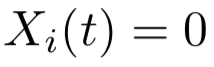 X_i(t) = 0